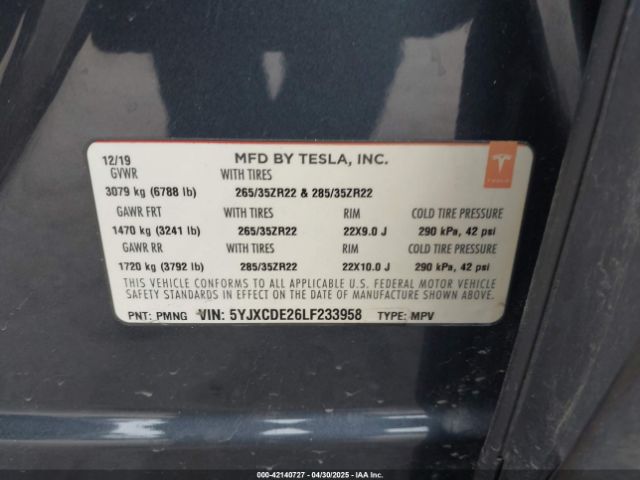 12/19 MFD BY TESLA, INC.
GVWR WITH TIRES
3079 kg (6788 lb) 265/35ZR22 & 285/35ZR22
GAWR FRT WITH TIRES RIM COLD TIRE PRESSURE
1470 kg (3241 lb) 265/35ZR22 22X9.0 J 290 kPa, 42 psi
GAWR RR WITH TIRES RIM COLD TIRE PRESSURE
1720 kg (3792 lb) 285/35ZR22 22X10.0 J 290 kPa, 42 psi
THIS VEHICLE CONFORMS TO ALL APPLICABLE U.S. FEDERAL MOTOR VEHICLE
SAFETY STANDARDS IN EFFECT ON THE DATE OF MANUFACTURE SHOWN ABOVE.
PNT: PMNG VIN: 5YJXCDE26LF233958 TYPE: MPV
TESLA
000-42140727 - 04/30/2025 - IAA Inc.